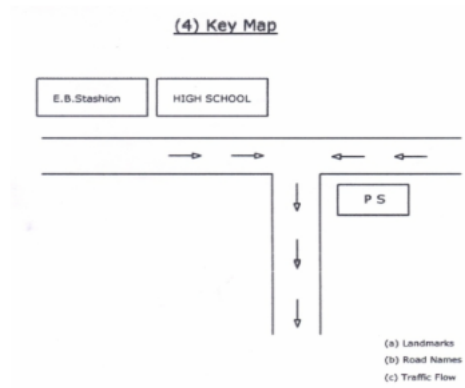 (4) Key Map
E.B.Stashion
HIGH SCHOOL
P S
(a) Landmarks
(b) Road Names
(c) Traffic Flow